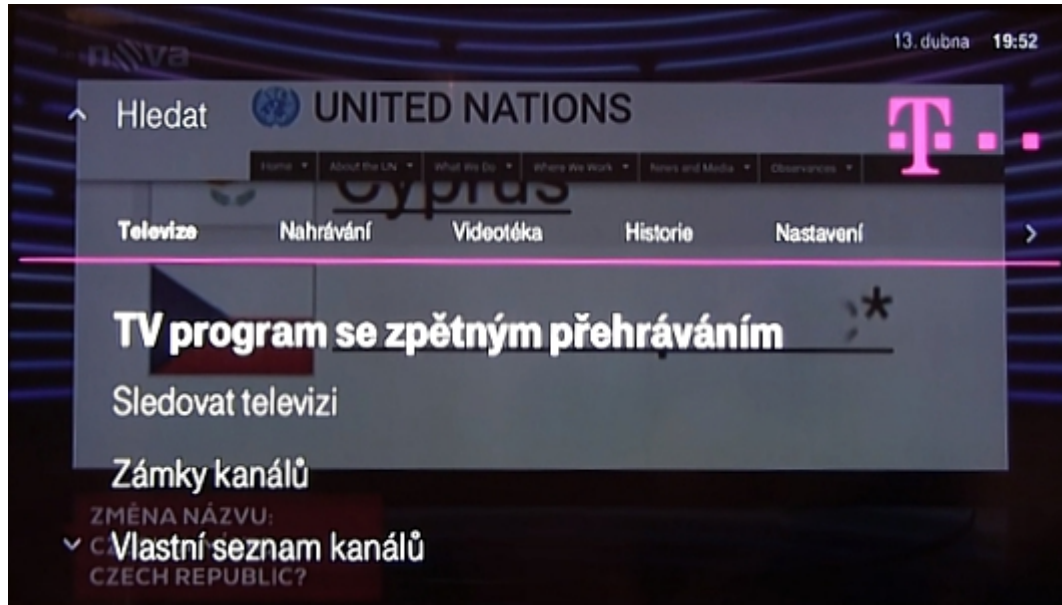 nova
13. dubna 19:52
Hledat
UNITED NATIONS
T
Home About the UN What We Do Where We Work News and Media Observances
Cyprus
Televize Nahrávání Videotéka Historie Nastavení
TV program se zpětným přehráváním
*
Sledovat televizi
Zámky kanálů
ZMĚNA NÁZVU:
Vlastní seznam kanálů
CZECH REPUBLIC?